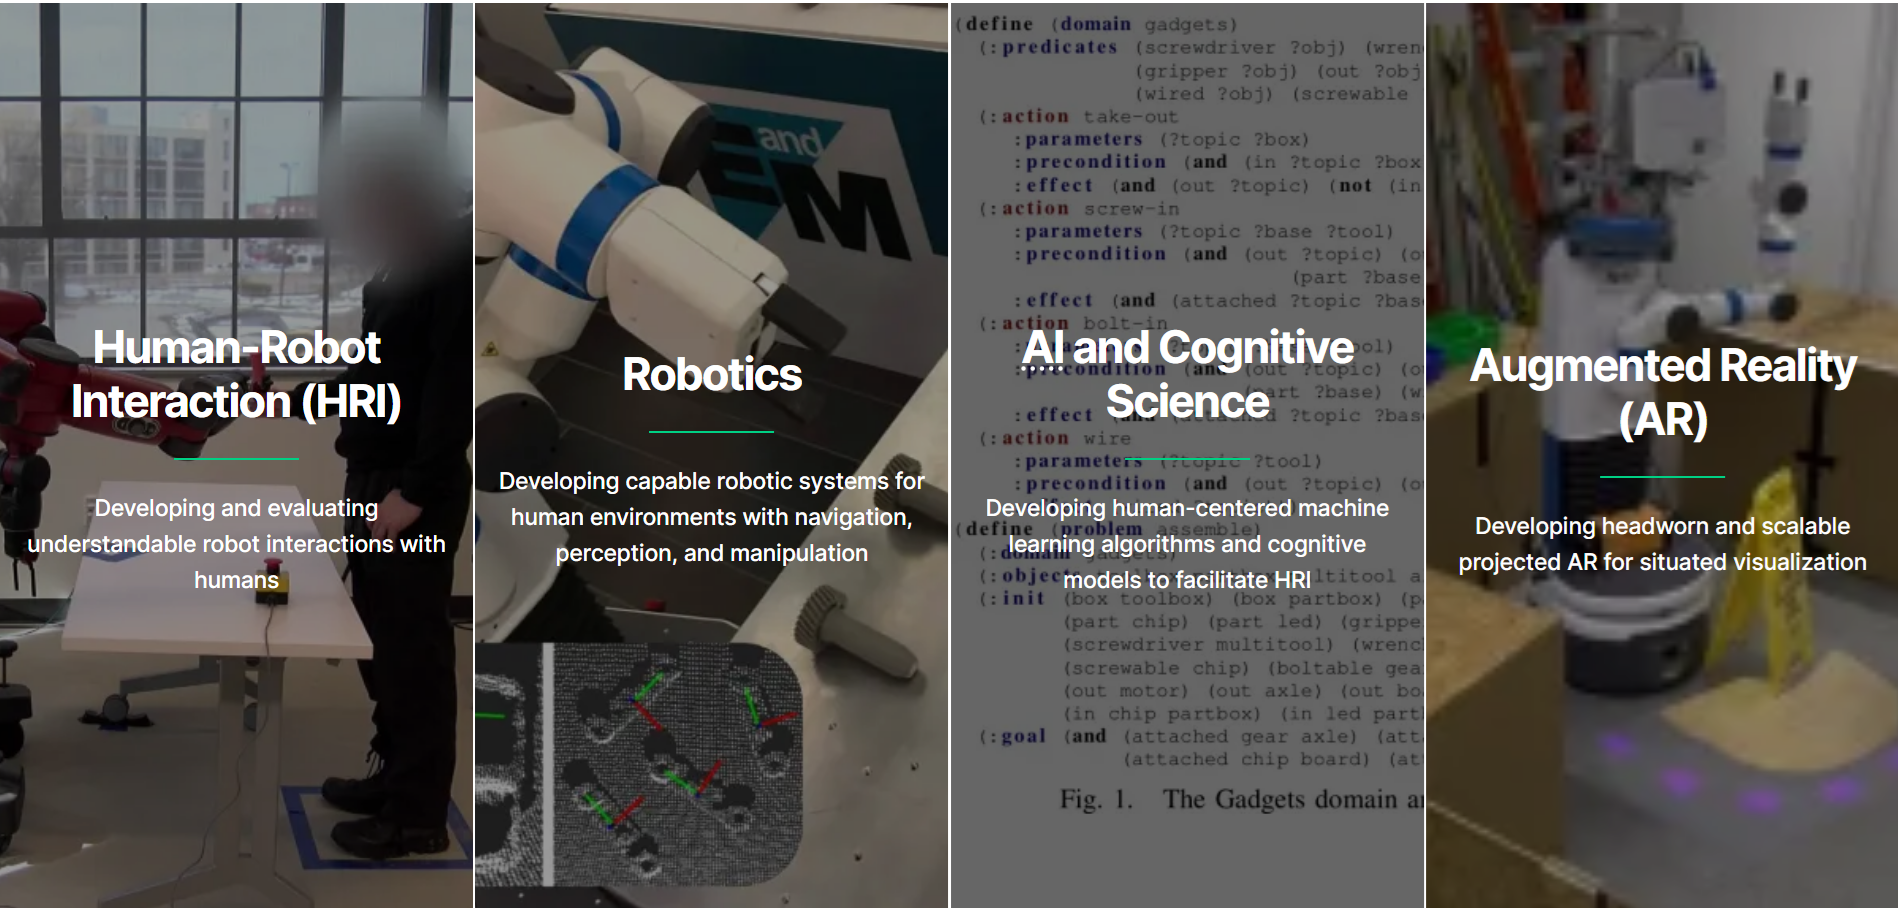 Human-Robot
Interaction (HRI)
Developing and evaluating
understandable robot interactions with
humans
and
EM
Robotics
Developing capable robotic systems for
human environments with navigation,
perception, and manipulation
(define (domain gadgets)
(:predicates (screwdriver ?obj) (wren
(gripper ?obj) (out ?obj
(wired ?obj) (screwable
(:action take-out
:parameters (?topic ?box)
:precondition (and (in ?topic ?box
:effect (and (out ?topic) (not (in
(:action screw-in
:parameters (?topic ?base ?tool)
:precondition (and (out ?topic) (o
(part ?base
:effect (and (attached ?topic ?bas
(:action bolt-in
AI and Cognitive
Science
:effect (and (attached ?topic ?bas
(:action wire
:parameters (?topic ?tool)
:precondition (and (out ?topic) (o
Developing human-centered machine
learning algorithms and cognitive
models to facilitate HRI
(define (problem assemble)
(:domain gadgets)
(:init (box toolbox) (box partbox) (p
(part chip) (part led) (grippe
(screwdriver multitool) (wrenc
(screwable chip) (boltable gea
(out motor) (out axle) (out bo
(in chip partbox) (in led part
(:goal (and (attached gear axle) (att
(attached chip board) (at
Fig. 1. The Gadgets domain a
Augmented Reality
(AR)
Developing headworn and scalable
projected AR for situated visualization